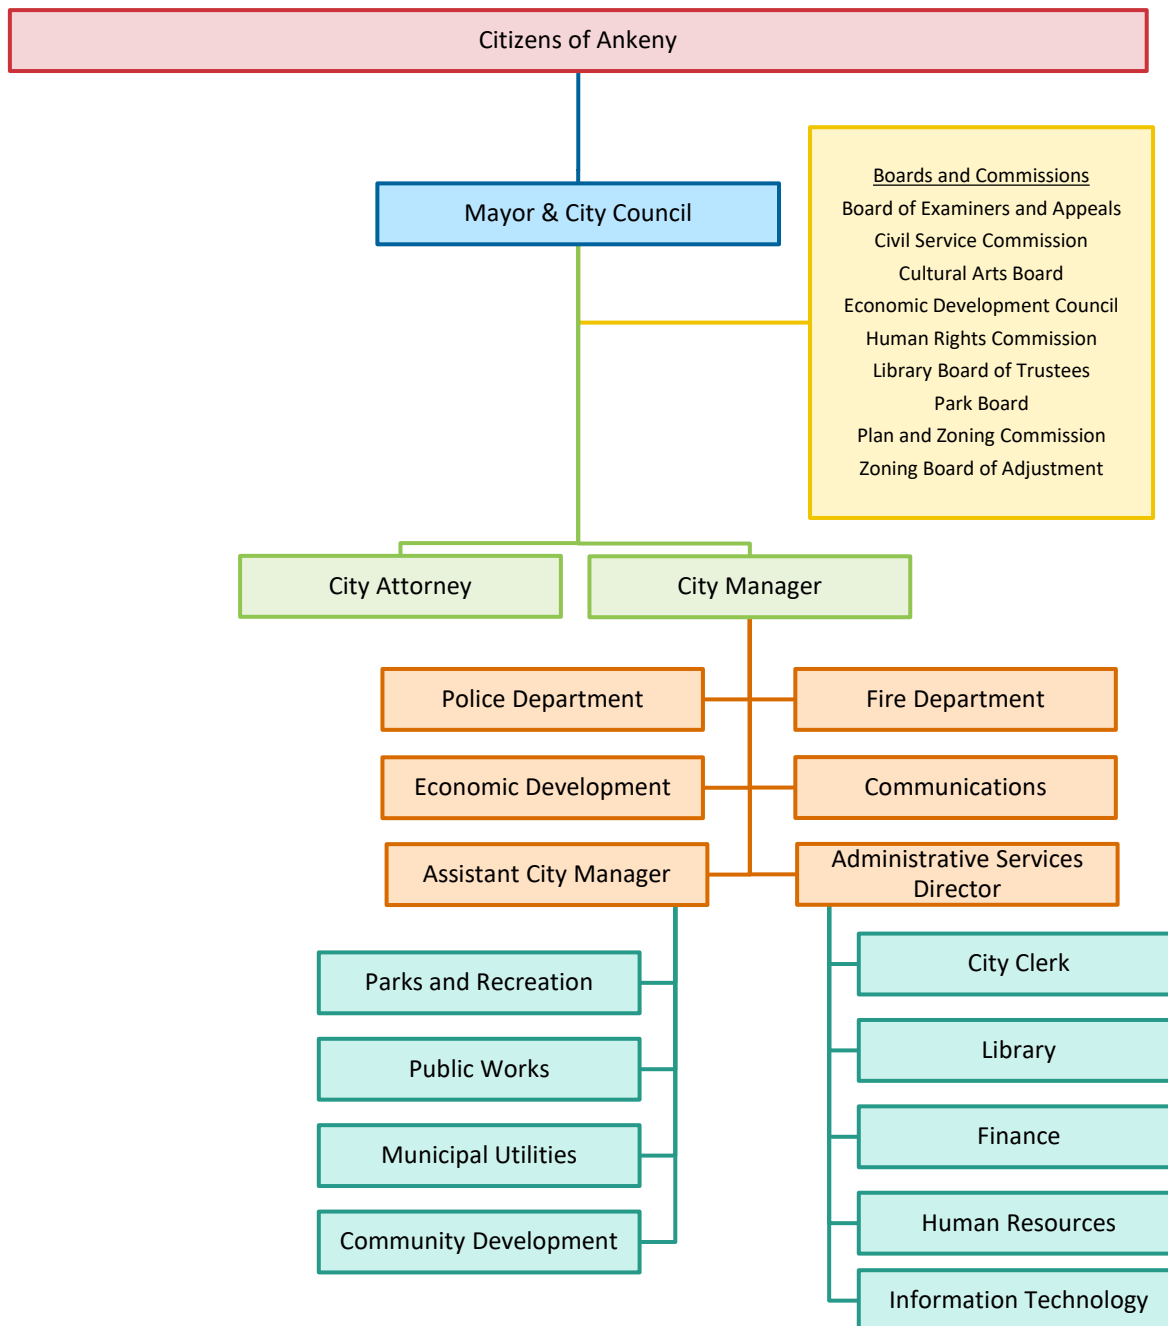 Citizens of Ankeny
Mayor & City Council
Boards and Commissions
Board of Examiners and Appeals
Civil Service Commission
Cultural Arts Board
Economic Development Council
Human Rights Commission
Library Board of Trustees
Park Board
Plan and Zoning Commission
Zoning Board of Adjustment
City Attorney
City Manager
Police Department
Fire Department
Economic Development
Communications
Assistant City Manager
Administrative Services
Director
Parks and Recreation
Public Works
Municipal Utilities
Community Development
City Clerk
Library
Finance
Human Resources
Information Technology